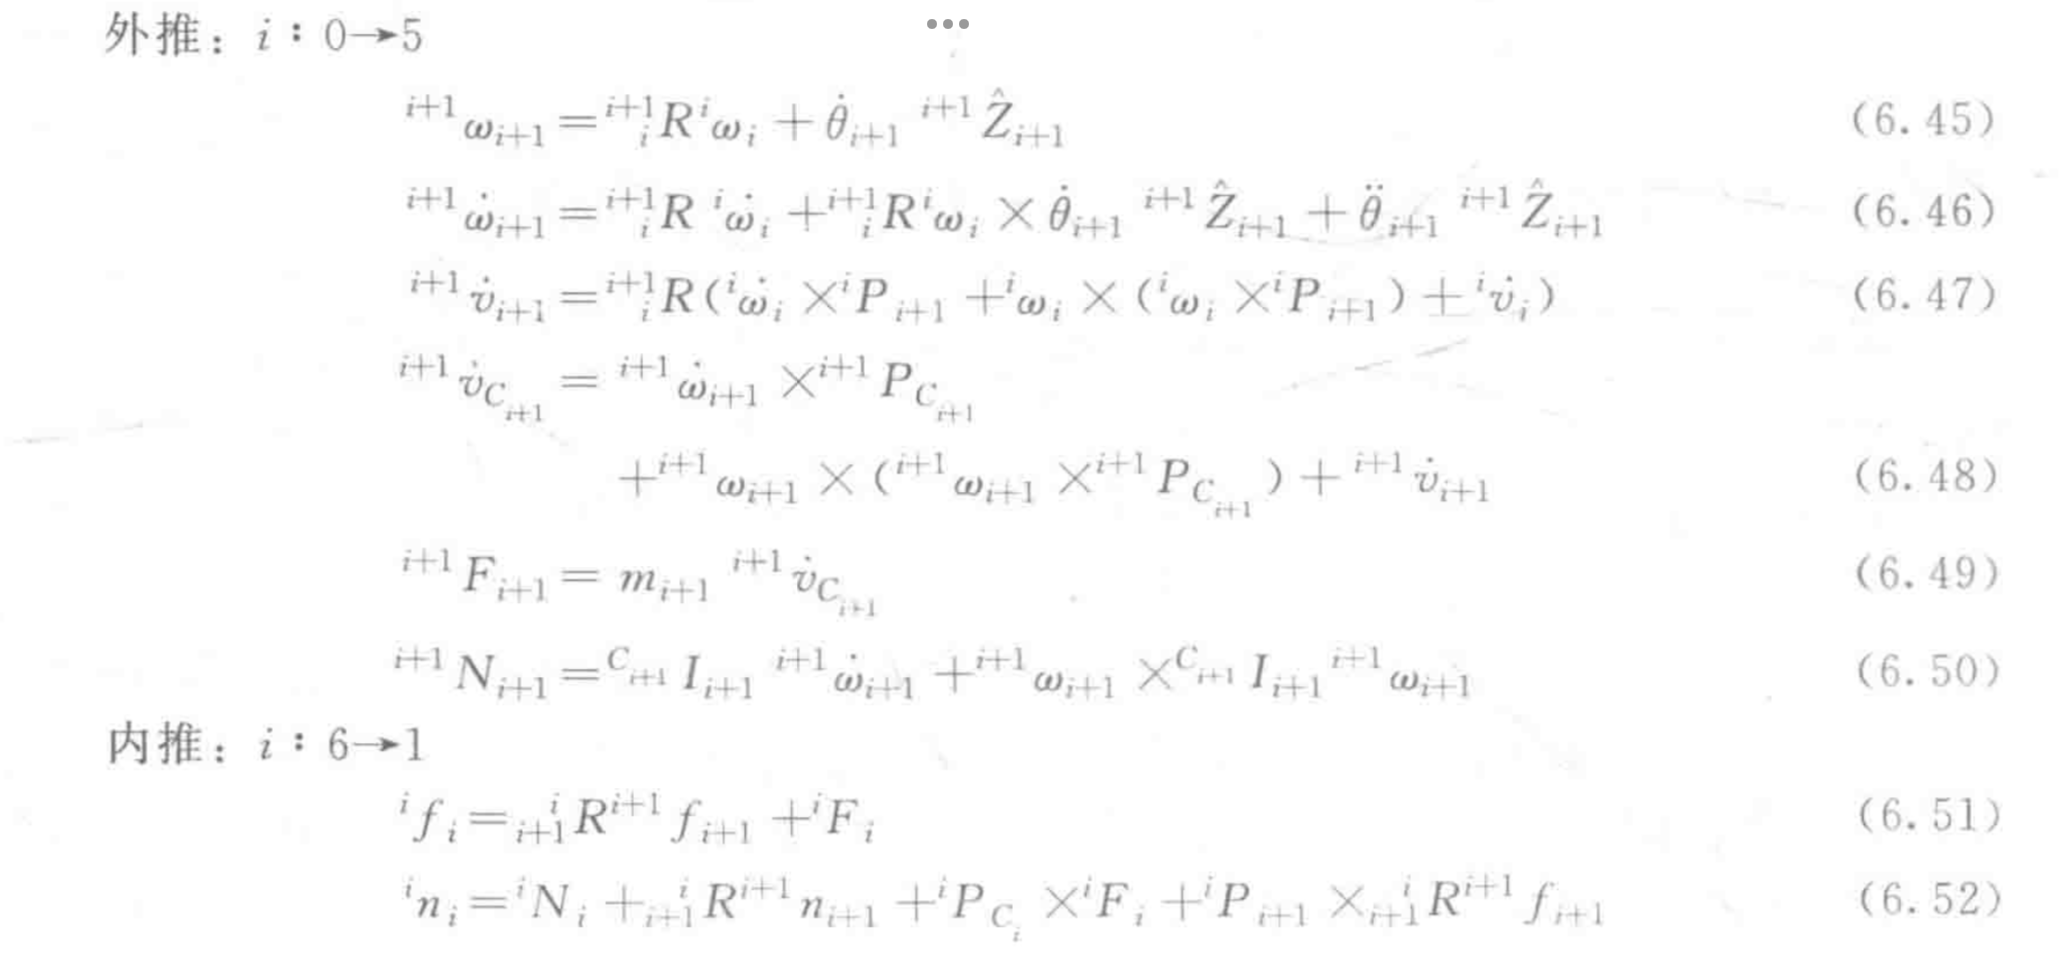 外推：i：0→5
^{i+1}ω_{i+1}=^{i+1}_{i}R^{i}ω_{i}+θ̇_{i+1} ^{i+1}Ẑ_{i+1} (6.45)
^{i+1}ω̇_{i+1}=^{i+1}_{i}R ^{i}ω̇_{i}+^{i+1}_{i}R^{i}ω_{i}×θ̇_{i+1} ^{i+1}Ẑ_{i+1}+θ̈_{i+1} ^{i+1}Ẑ_{i+1} (6.46)
^{i+1}v̇_{i+1}=^{i+1}_{i}R(^{i}ω̇_{i}×^{i}P_{i+1}+^{i}ω_{i}×(^{i}ω_{i}×^{i}P_{i+1})+^{i}v̇_{i}) (6.47)
^{i+1}v̇_{C_{i+1}}=^{i+1}ω̇_{i+1}×^{i+1}P_{C_{i+1}}
+^{i+1}ω_{i+1}×(^{i+1}ω_{i+1}×^{i+1}P_{C_{i+1}})+^{i+1}v̇_{i+1} (6.48)
^{i+1}F_{i+1}=m_{i+1} ^{i+1}v̇_{C_{i+1}} (6.49)
^{i+1}N_{i+1}=^{C_{i+1}}I_{i+1} ^{i+1}ω̇_{i+1}+^{i+1}ω_{i+1}×^{C_{i+1}}I_{i+1} ^{i+1}ω_{i+1} (6.50)
内推：i：6→1
^{i}f_{i}=^{i}_{i+1}R^{i+1}f_{i+1}+^{i}F_{i} (6.51)
^{i}n_{i}=^{i}N_{i}+^{i}_{i+1}R^{i+1}n_{i+1}+^{i}P_{C_{i}}×^{i}F_{i}+^{i}P_{i+1}×^{i}_{i+1}R^{i+1}f_{i+1} (6.52)